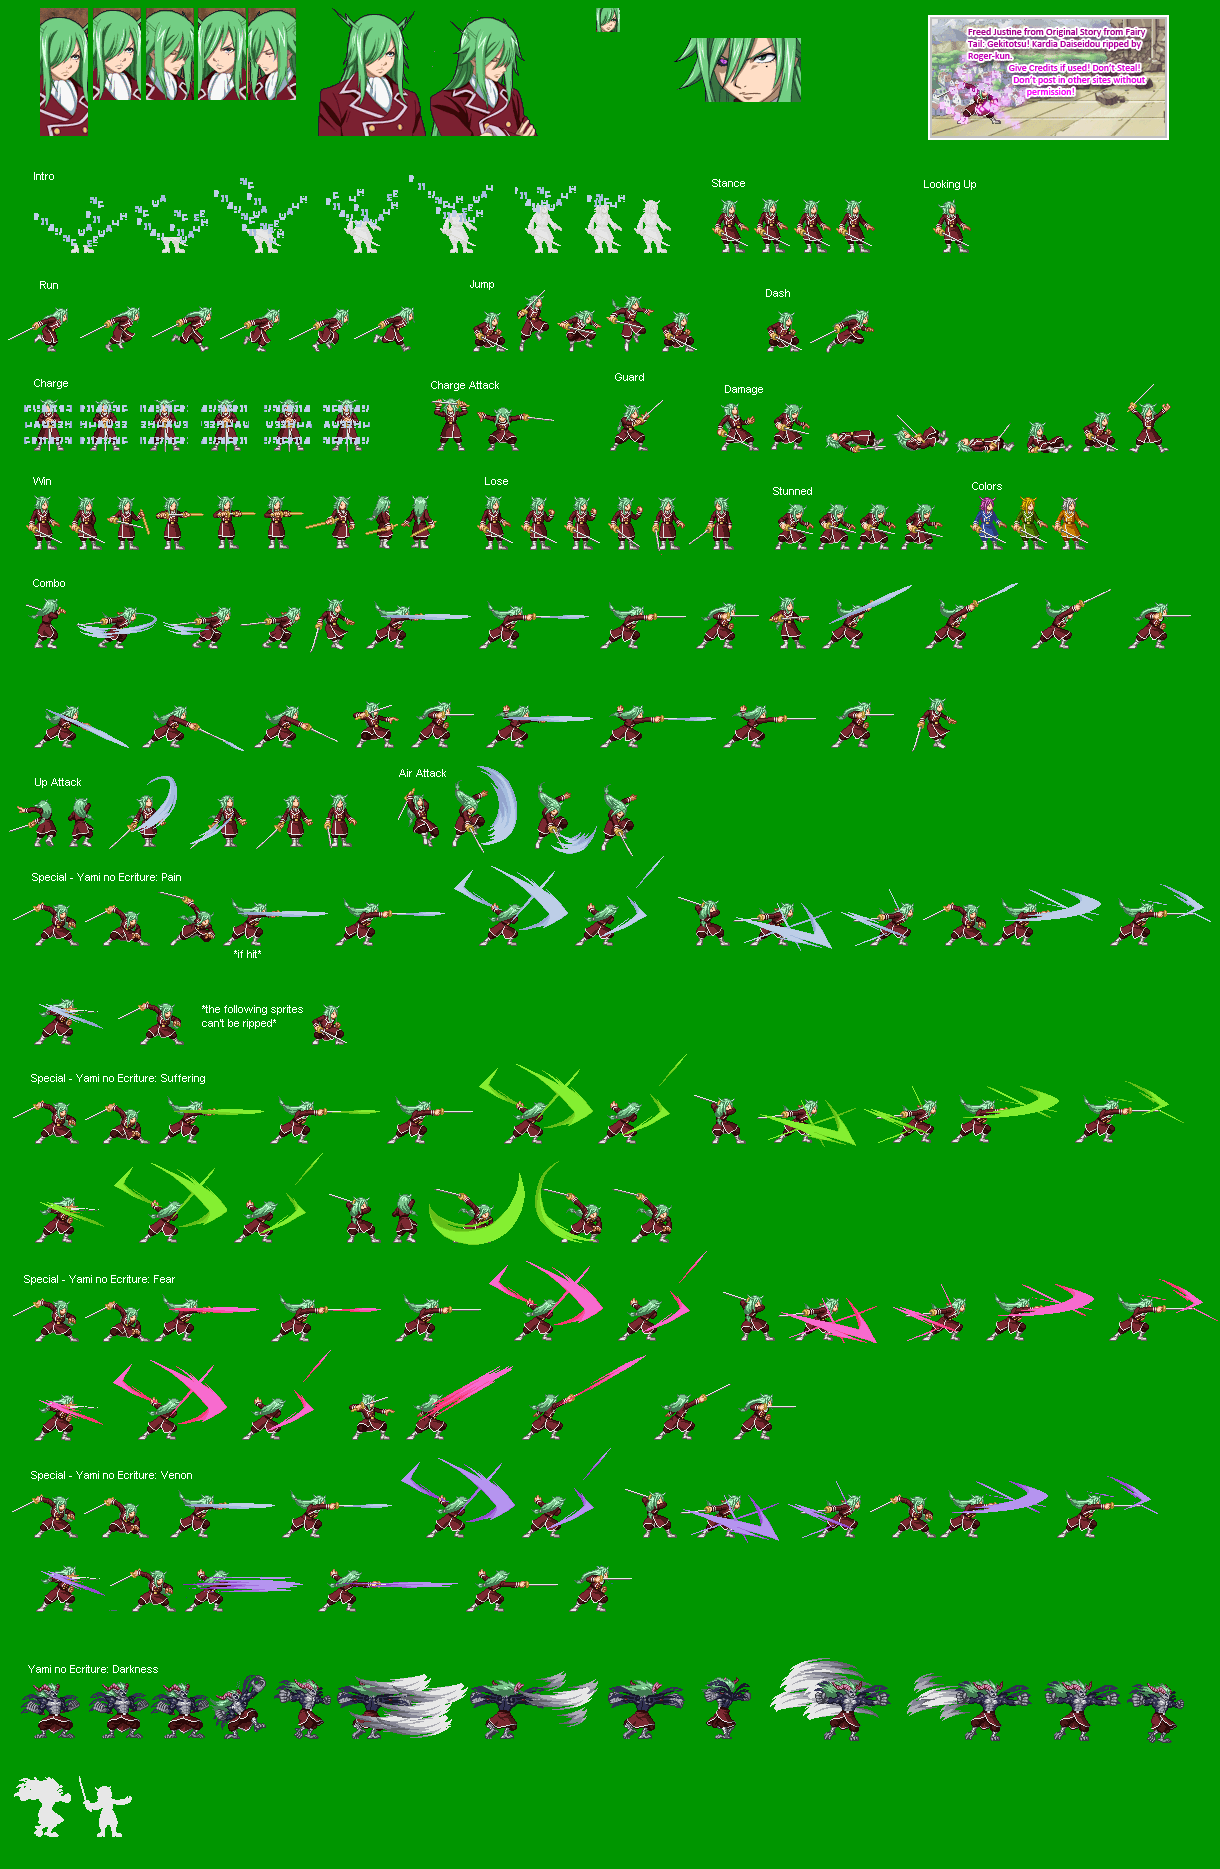 Freed Justine from Original Story from Fairy
Tail: Gekitotsu! Kardia Daiseidou ripped by
Roger-kun.
Give Credits if used! Don't Steal!
Don't post in other sites without
permission!
Intro
Stance
Looking Up
Run
Jump
Dash
Charge
Charge Attack
Guard
Damage
Win
Lose
Stunned
Colors
Combo
Up Attack
Air Attack
Special - Yami no Ecriture: Pain
*if hit*
*the following sprites
can't be ripped*
Special - Yami no Ecriture: Suffering
Special - Yami no Ecriture: Fear
Special - Yami no Ecriture: Venon
Yami no Ecriture: Darkness